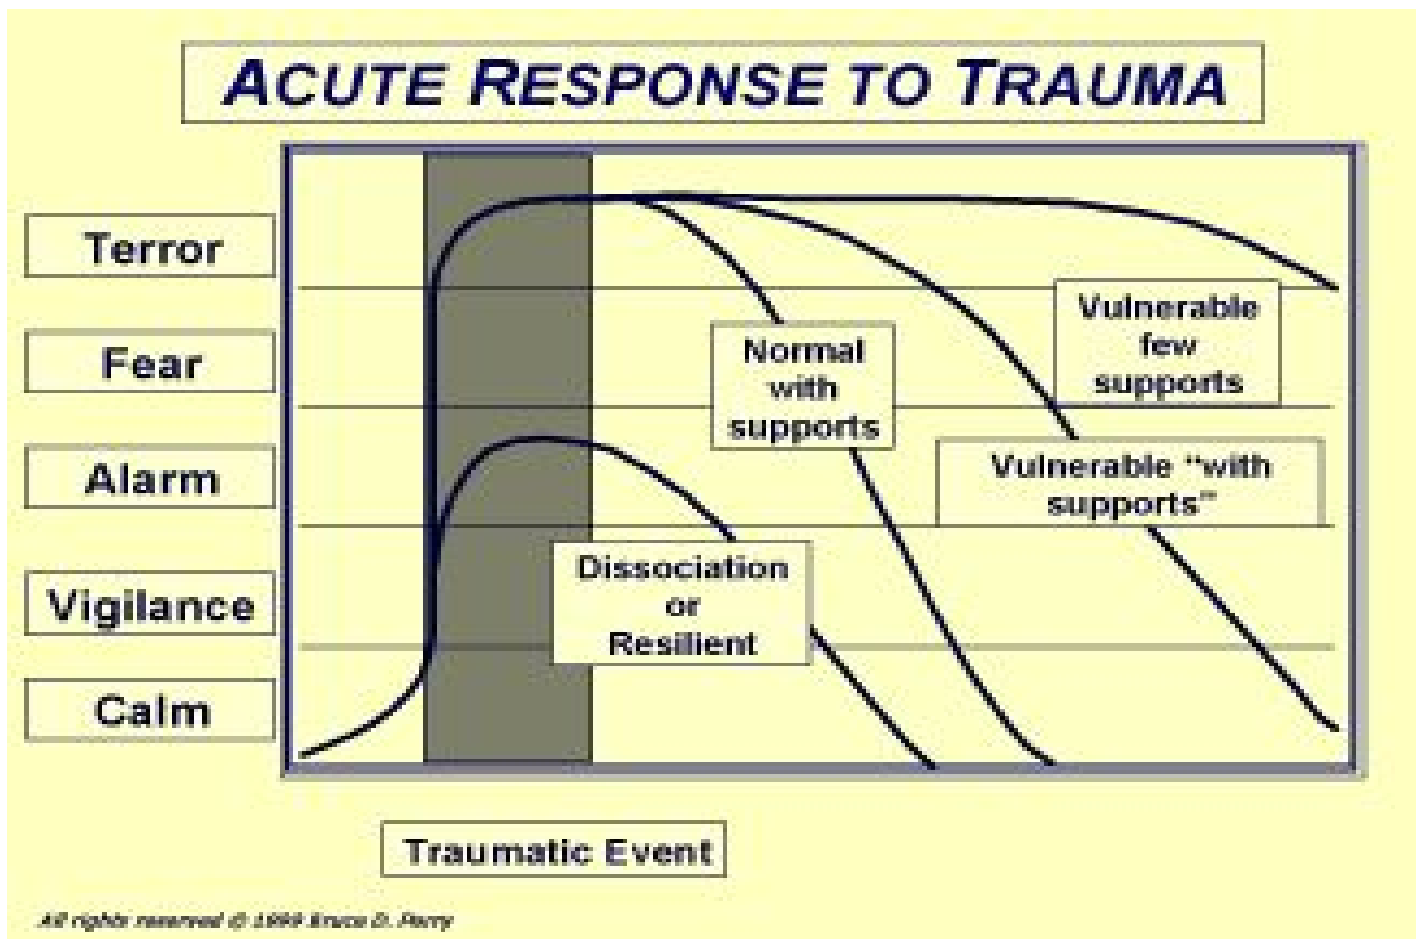 ACUTE RESPONSE TO TRAUMA
Terror
Fear
Alarm
Vigilance
Calm
Normal
with
supports
Vulnerable
few
supports
Vulnerable “with
supports”
Dissociation
or
Resilient
Traumatic Event
All rights reserved © 1999 Bruce D. Perry